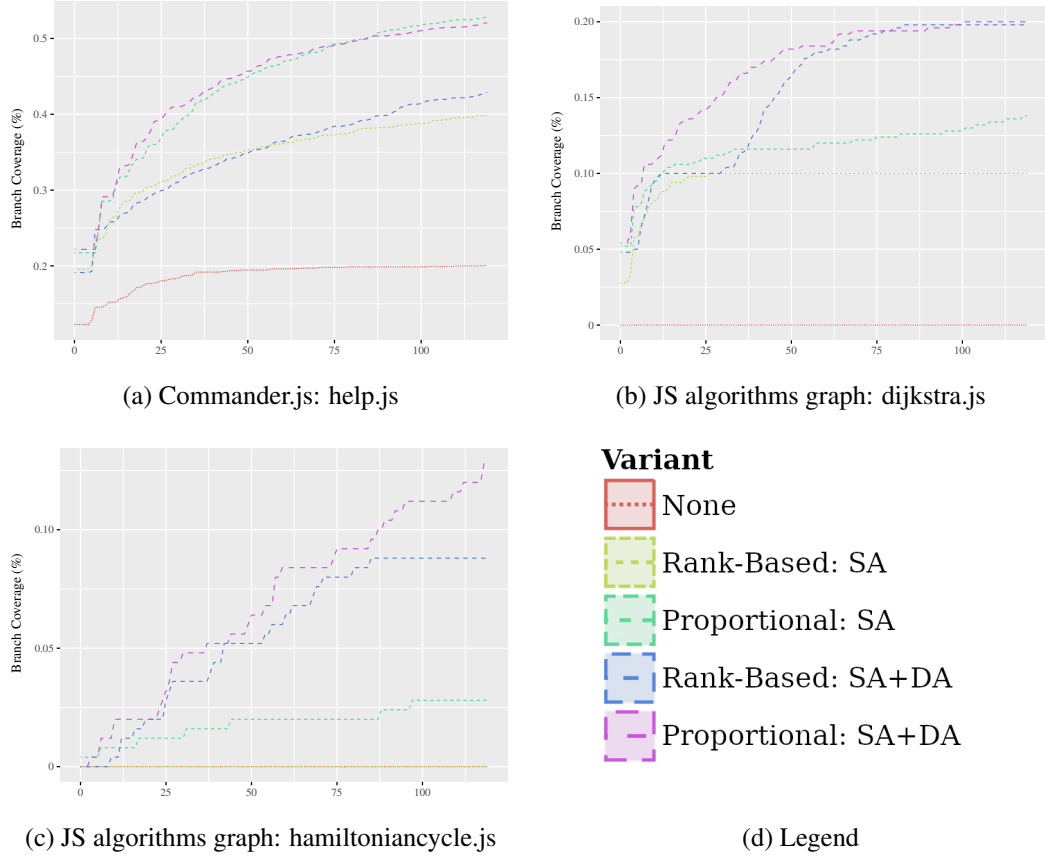 Branch Coverage (%)
0.5
0.4
0.3
0.2
0
25
50
75
100
(a) Commander.js: help.js
Branch Coverage (%)
0.20
0.15
0.10
0.05
0
0
25
50
75
100
(b) JS algorithms graph: dijkstra.js
Branch Coverage (%)
0.10
0.05
0
0
25
50
75
100
(c) JS algorithms graph: hamiltoniancycle.js
Variant
None
Rank-Based: SA
Proportional: SA
Rank-Based: SA+DA
Proportional: SA+DA
(d) Legend